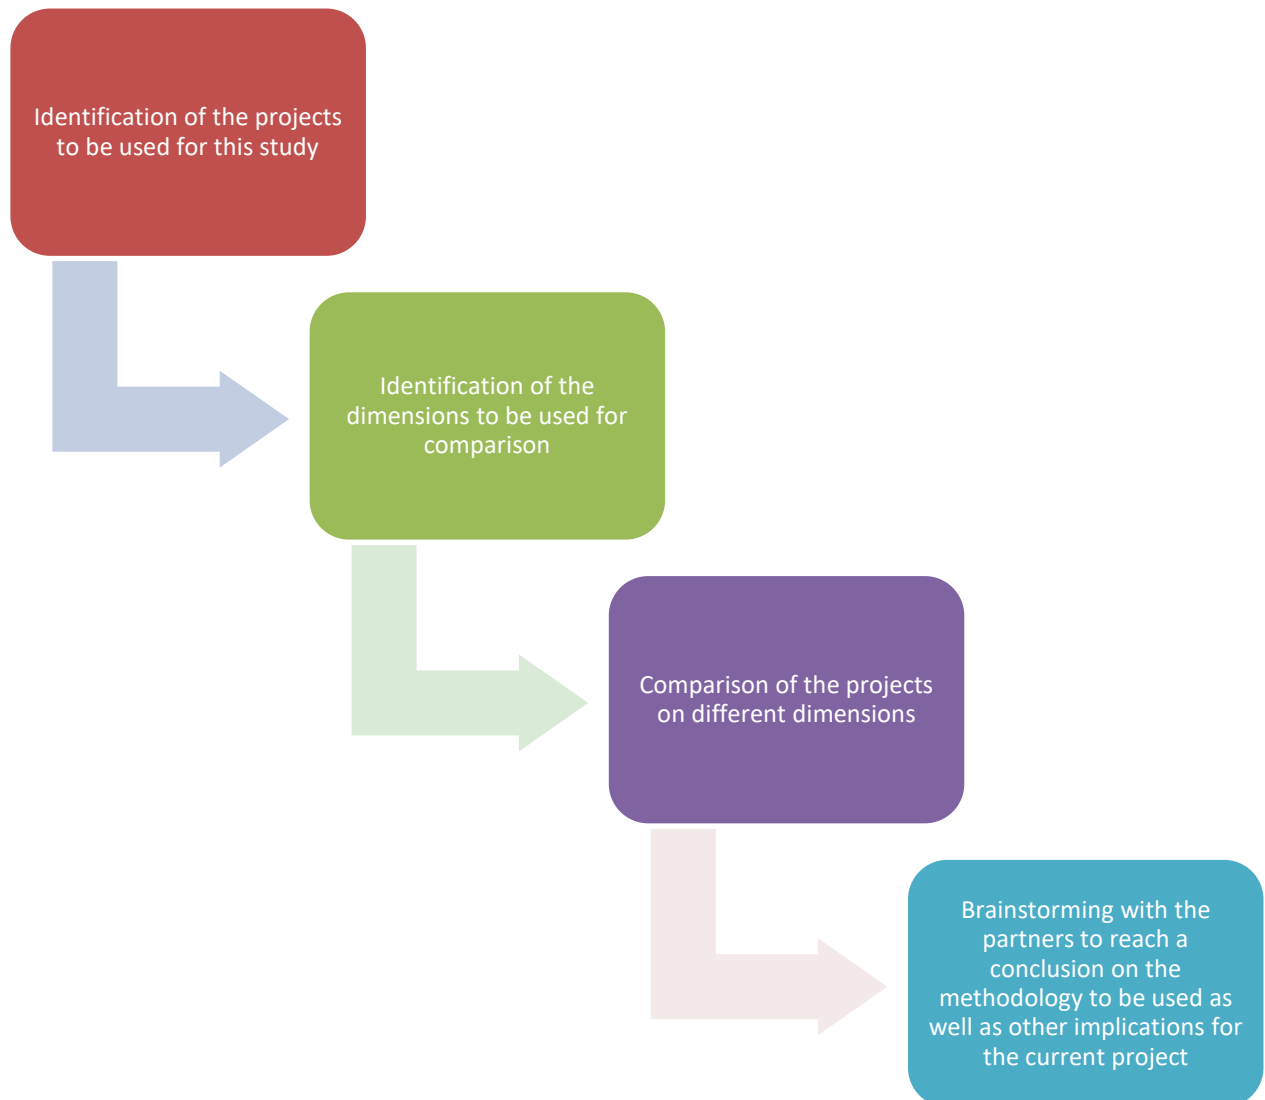 Identification of the projects
to be used for this study
Identification of the
dimensions to be used for
comparison
Comparison of the projects
on different dimensions
Brainstorming with the
partners to reach a
conclusion on the
methodology to be used as
well as other implications for
the current project